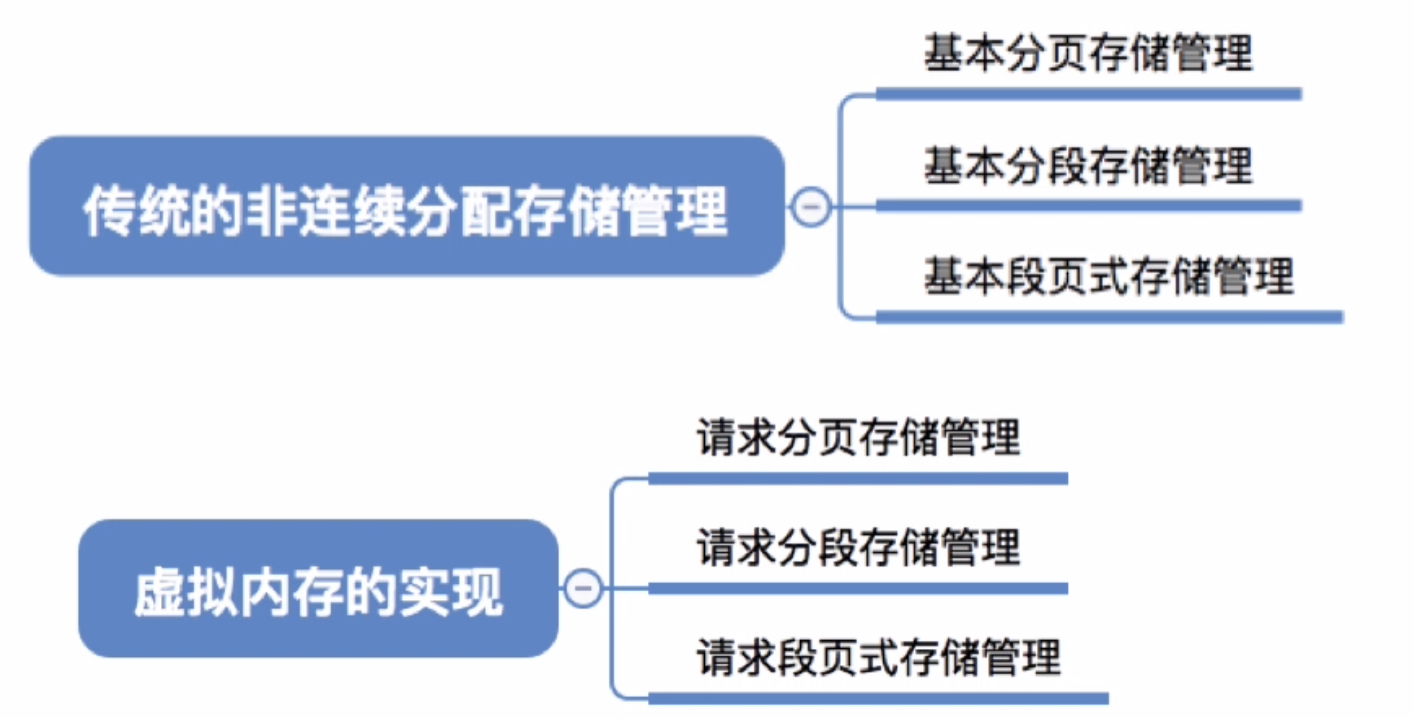 传统的非连续分配存储管理
基本分页存储管理
基本分段存储管理
基本段页式存储管理
虚拟内存的实现
请求分页存储管理
请求分段存储管理
请求段页式存储管理